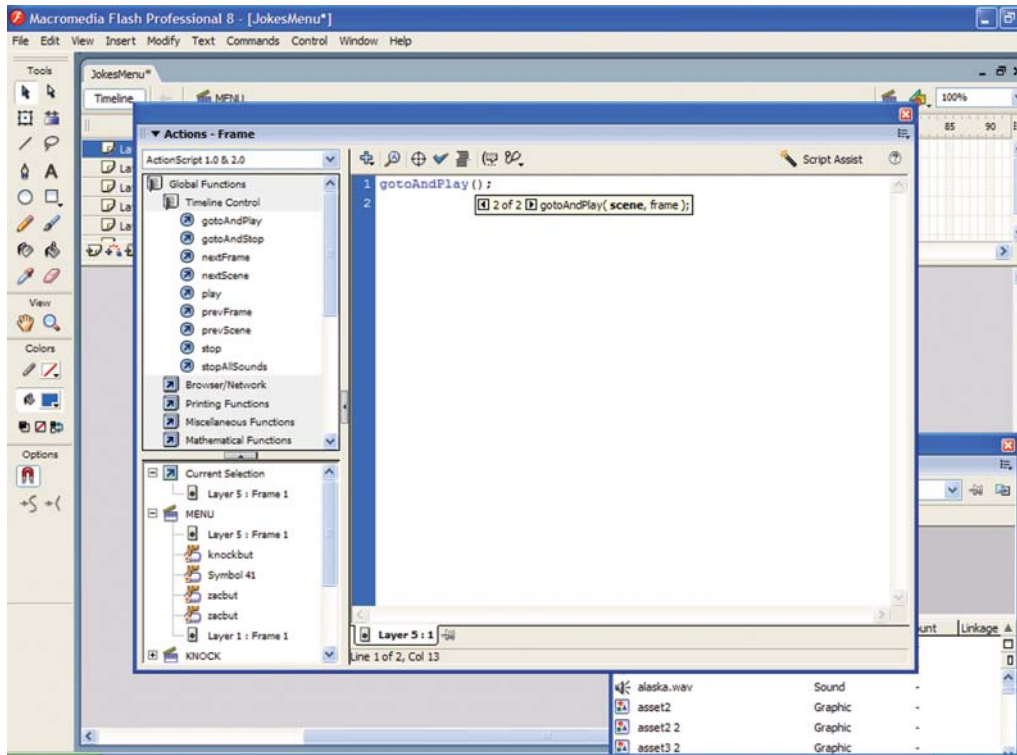 Macromedia Flash Professional 8 - [JokesMenu*]
File Edit View Insert Modify Text Commands Control Window Help
Tools
View
Colors
Options
JokesMenu*
Timeline
MENU
100%
85 90
La
La
La
La
La
Actions - Frame
ActionScript 1.0 & 2.0
Global Functions
Timeline Control
gotoAndPlay
gotoAndStop
nextFrame
nextScene
play
prevFrame
prevScene
stop
stopAllSounds
Browser/Network
Printing Functions
Miscellaneous Functions
Mathematical Functions
Current Selection
Layer 5 : Frame 1
MENU
Layer 5 : Frame 1
knockbut
Symbol 41
zacbut
zacbut
Layer 1 : Frame 1
KNOCK
Script Assist
1 gotoAndPlay();
2
2 of 2 gotoAndPlay( scene, frame );
Layer 5 : 1
Line 1 of 2, Col 13
unt Linkage
alaska.wav Sound -
asset2 Graphic -
asset2 2 Graphic -
asset3 2 Graphic -